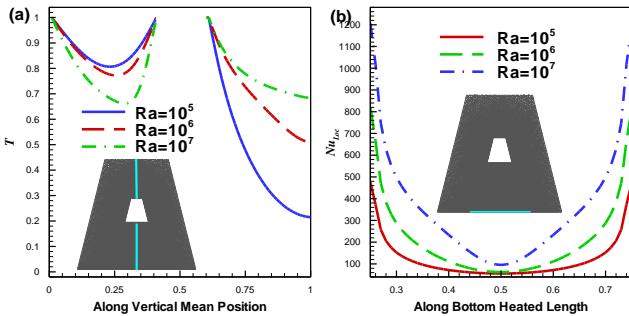 (a)
1
0.9
0.8
0.7
0.6
0.5
0.4
0.3
0.2
0.1
0
T
Ra=10⁵
Ra=10⁶
Ra=10⁷
0 0.25 0.5 0.75 1
Along Vertical Mean Position
(b)
1200
1100
1000
900
800
700
600
500
400
300
200
100
Nu_Loc
Ra=10⁵
Ra=10⁶
Ra=10⁷
0.3 0.4 0.5 0.6 0.7
Along Bottom Heated Length